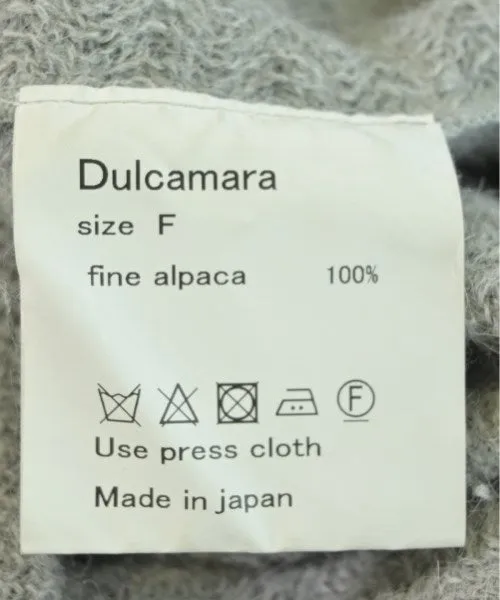 Dulcamara
size F
fine alpaca 100%
F
Use press cloth
Made in japan